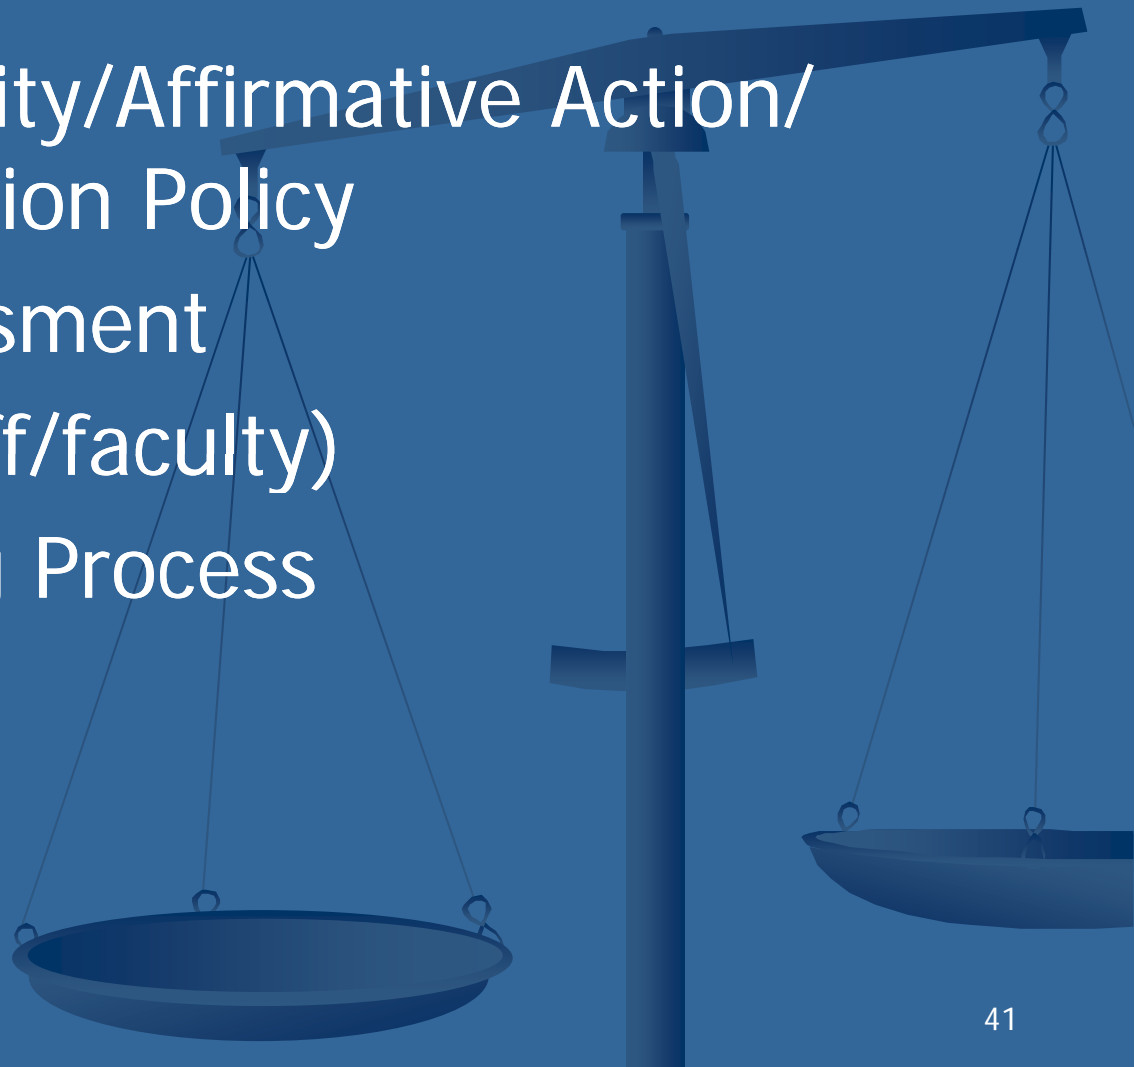 ity/Affirmative Action/
ion Policy
sment
ff/faculty)
Process
41